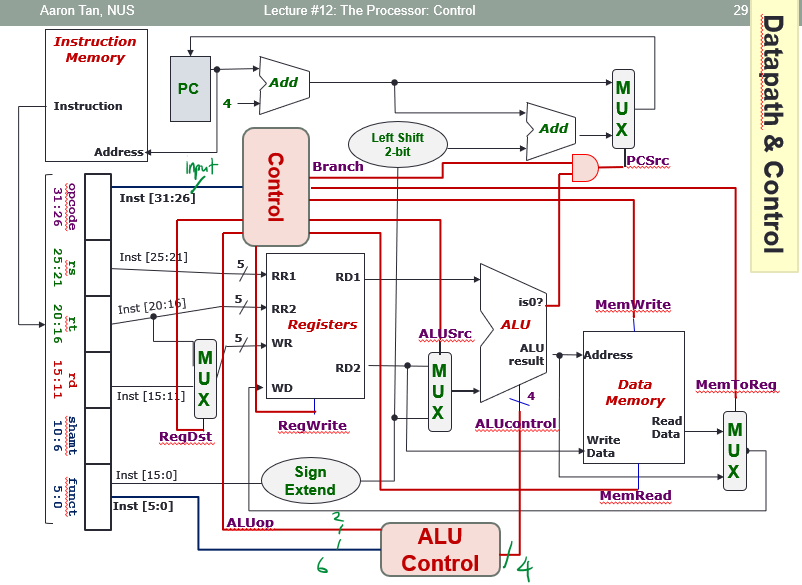 Aaron Tan, NUS
Lecture #12: The Processor: Control
29
Datapath & Control
Instruction
Memory
Instruction
Address
PC
4
Add
Left Shift
2-bit
Add
M
U
X
PCSrc
Control
Branch
input
Inst [31:26]
opcode
31:26
rs
25:21
rt
20:16
rd
15:11
shamt
10:6
funct
5:0
Inst [25:21]
Inst [20:16]
Inst [15:11]
Inst [15:0]
Inst [5:0]
5
5
5
M
U
X
RegDst
RR1
RR2
WR
WD
Registers
RD1
RD2
RegWrite
Sign
Extend
ALUSrc
M
U
X
is0?
ALU
ALU
result
4
ALUcontrol
MemWrite
Address
Data
Memory
Read
Data
Write
Data
MemRead
MemToReg
M
U
X
ALUop
2
6
ALU
Control
4